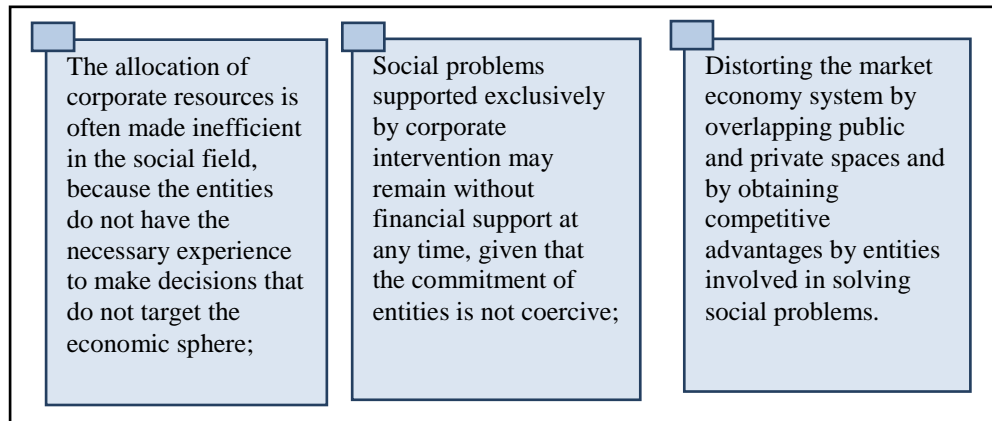 The allocation of
corporate resources is
often made inefficient
in the social field,
because the entities
do not have the
necessary experience
to make decisions that
do not target the
economic sphere;
Social problems
supported exclusively
by corporate
intervention may
remain without
financial support at
any time, given that
the commitment of
entities is not coercive;
Distorting the market
economy system by
overlapping public
and private spaces and
by obtaining
competitive
advantages by entities
involved in solving
social problems.